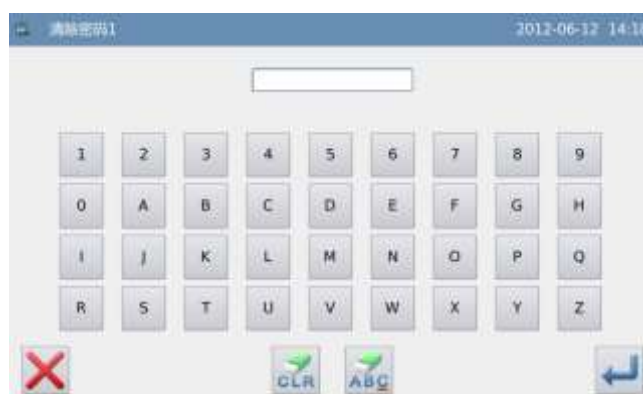 清除密码1 2012-06-12 14:18
1 2 3 4 5 6 7 8 9
0 A B C D E F G H
I J K L M N O P Q
R S T U V W X Y Z
CLR ABC